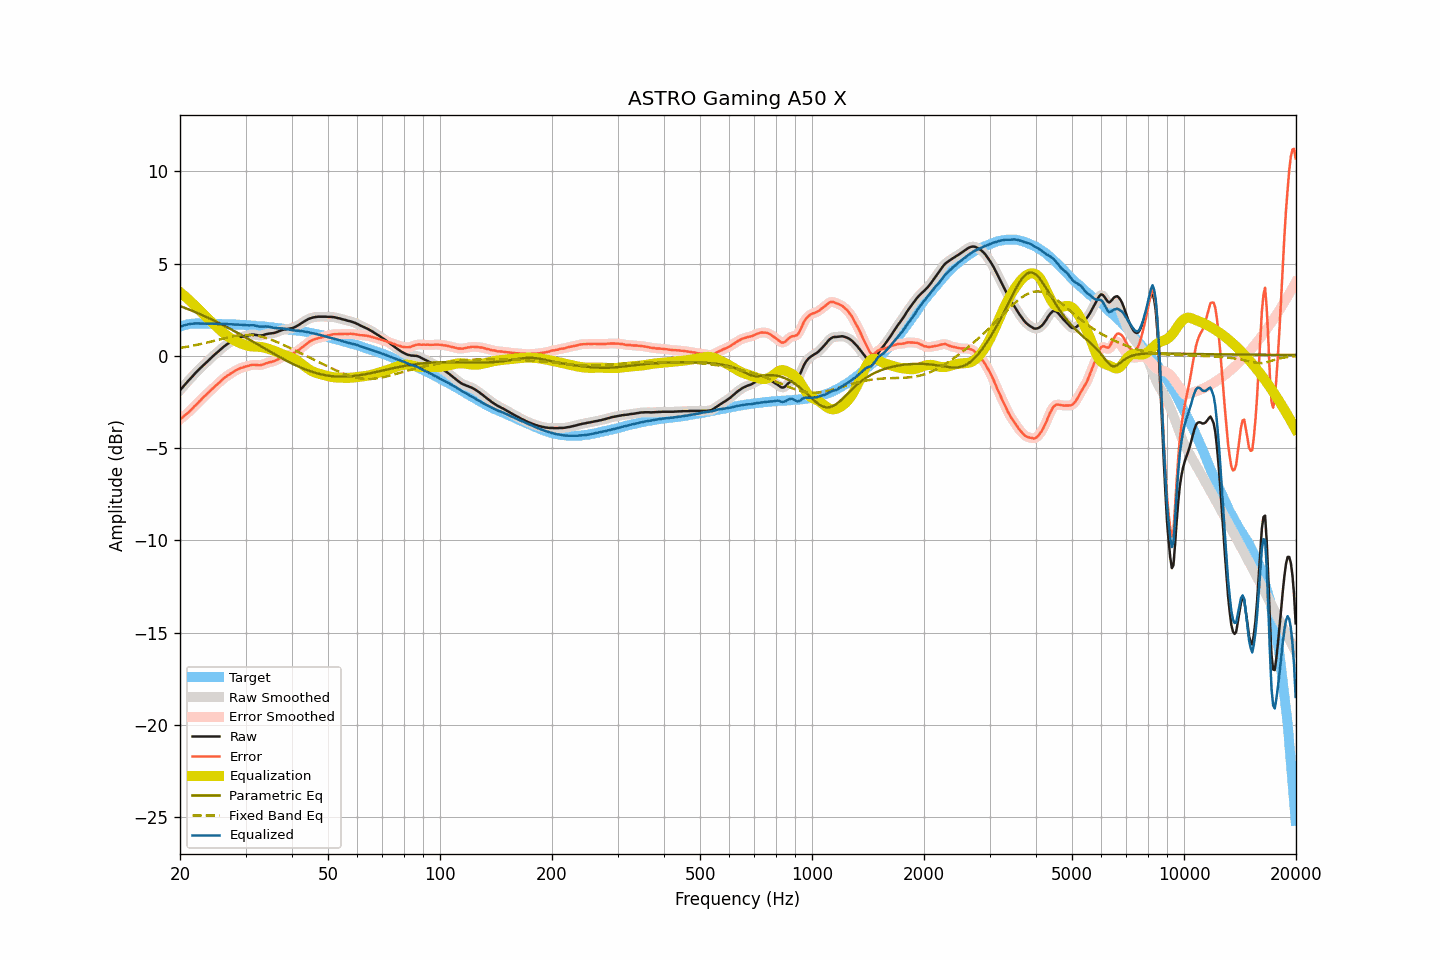 ASTRO Gaming A50 X
10
5
0
−5
−10
−15
−20
−25
Amplitude (dBr)
Target
Raw Smoothed
Error Smoothed
Raw
Error
Equalization
Parametric Eq
Fixed Band Eq
Equalized
20 50 100 200 500 1000 2000 5000 10000 20000
Frequency (Hz)